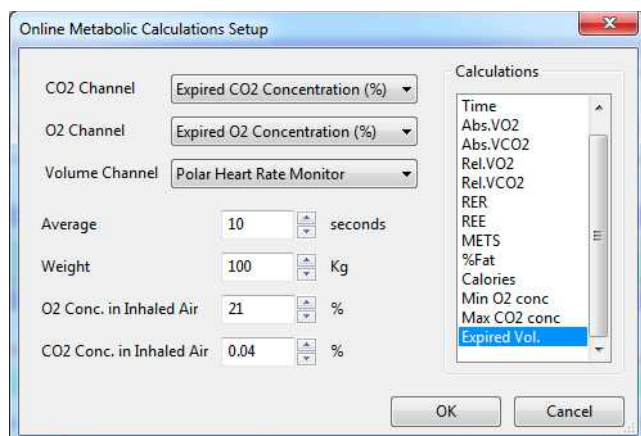 Online Metabolic Calculations Setup
CO2 Channel Expired CO2 Concentration (%)
O2 Channel Expired O2 Concentration (%)
Volume Channel Polar Heart Rate Monitor
Average 10 seconds
Weight 100 Kg
O2 Conc. in Inhaled Air 21 %
CO2 Conc. in Inhaled Air 0.04 %
Calculations
Time
Abs.VO2
Abs.VCO2
Rel.VO2
Rel.VCO2
RER
REE
METS
%Fat
Calories
Min O2 conc
Max CO2 conc
Expired Vol.
OK Cancel